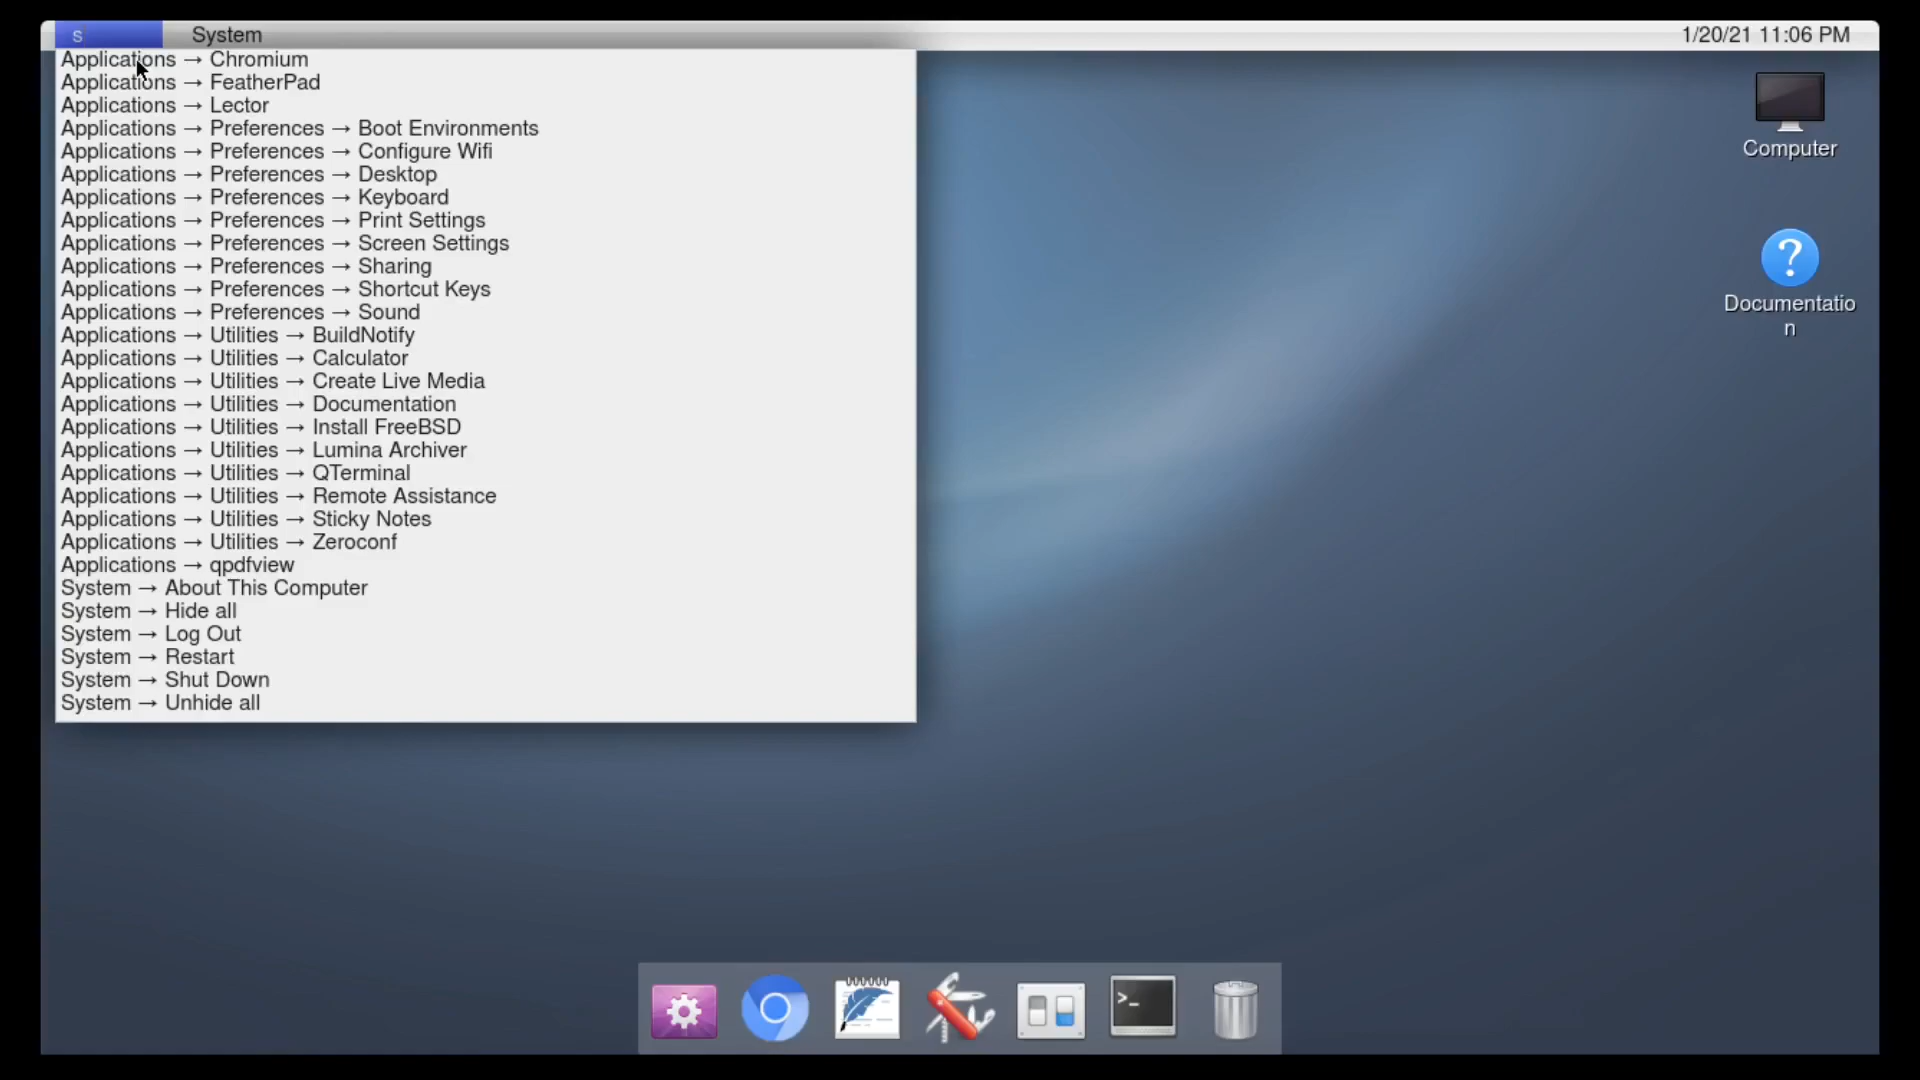 s System 1/20/21 11:06 PM
Applications → Chromium
Applications → FeatherPad
Applications → Lector
Applications → Preferences → Boot Environments
Applications → Preferences → Configure Wifi
Applications → Preferences → Desktop
Applications → Preferences → Keyboard
Applications → Preferences → Print Settings
Applications → Preferences → Screen Settings
Applications → Preferences → Sharing
Applications → Preferences → Shortcut Keys
Applications → Preferences → Sound
Applications → Utilities → BuildNotify
Applications → Utilities → Calculator
Applications → Utilities → Create Live Media
Applications → Utilities → Documentation
Applications → Utilities → Install FreeBSD
Applications → Utilities → Lumina Archiver
Applications → Utilities → QTerminal
Applications → Utilities → Remote Assistance
Applications → Utilities → Sticky Notes
Applications → Utilities → Zeroconf
Applications → qpdfview
System → About This Computer
System → Hide all
System → Log Out
System → Restart
System → Shut Down
System → Unhide all
Computer
?
Documentatio
n
>_